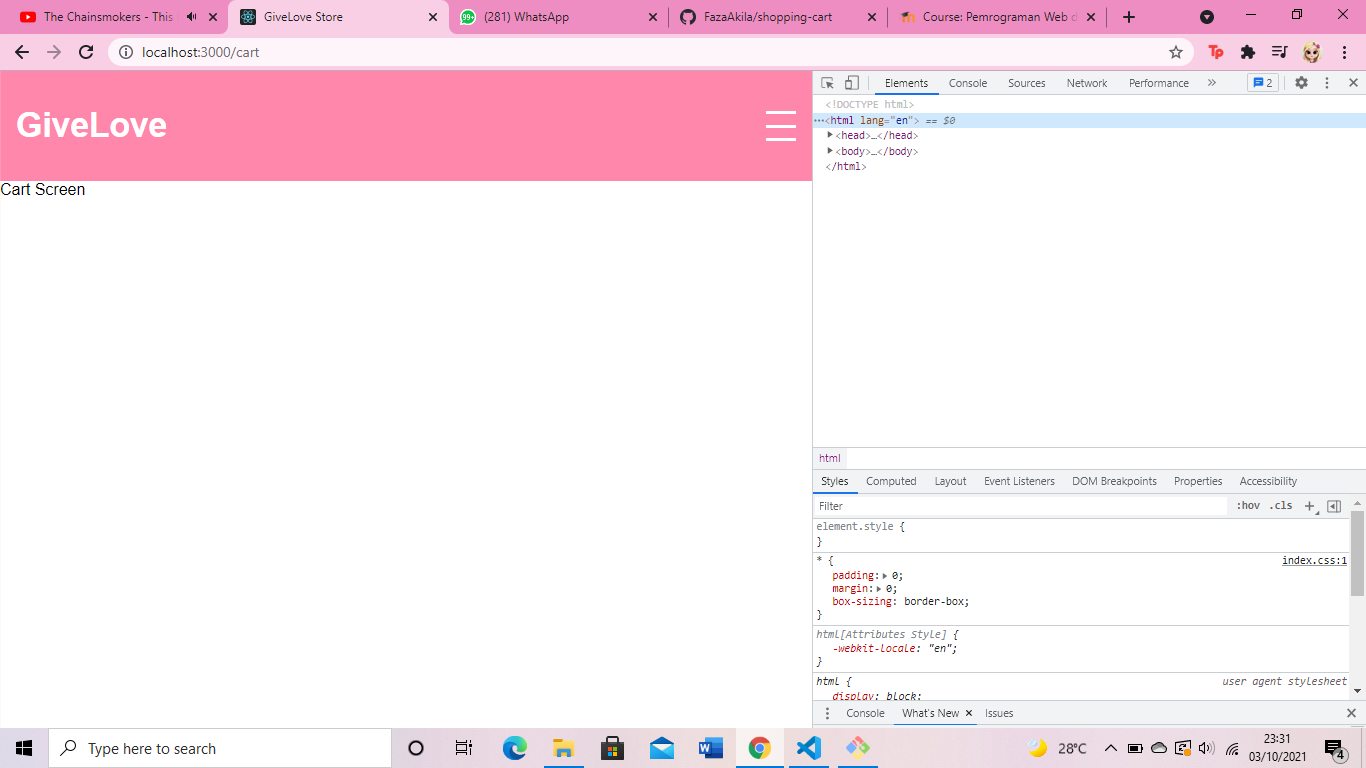 The Chainsmokers - This
GiveLove Store
99+
(281) WhatsApp
FazaAkila/shopping-cart
Course: Pemrograman Web d
localhost:3000/cart
Tp
GiveLove
Cart Screen
Elements
Console
Sources
Network
Performance
»
2
<!DOCTYPE html>
…<html lang="en"> == $0
<head>…</head>
<body>…</body>
</html>
html
Styles
Computed
Layout
Event Listeners
DOM Breakpoints
Properties
Accessibility
Filter
:hov .cls
element.style {
}
* { index.css:1
padding: 0;
margin: 0;
box-sizing: border-box;
}
html[Attributes Style] {
-webkit-locale: "en";
}
html { user agent stylesheet
display: block;
Console
What's New
Issues
Type here to search
28°C
23:31
03/10/2021
4